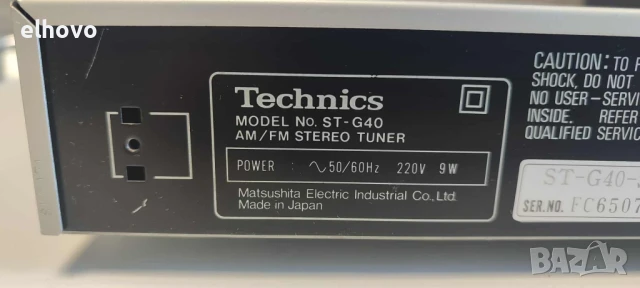 elhovo
Technics
MODEL No. ST-G40
AM/FM STEREO TUNER
POWER : ∿50/60Hz 220V 9W
Matsushita Electric Industrial Co., Ltd.
Made in Japan
CAUTION: TO
SHOCK, DO NOT
NO USER-SERVI
INSIDE. REFER
QUALIFIED SERVIC
ST-G40-
SER.NO. FC6507
BAZAR